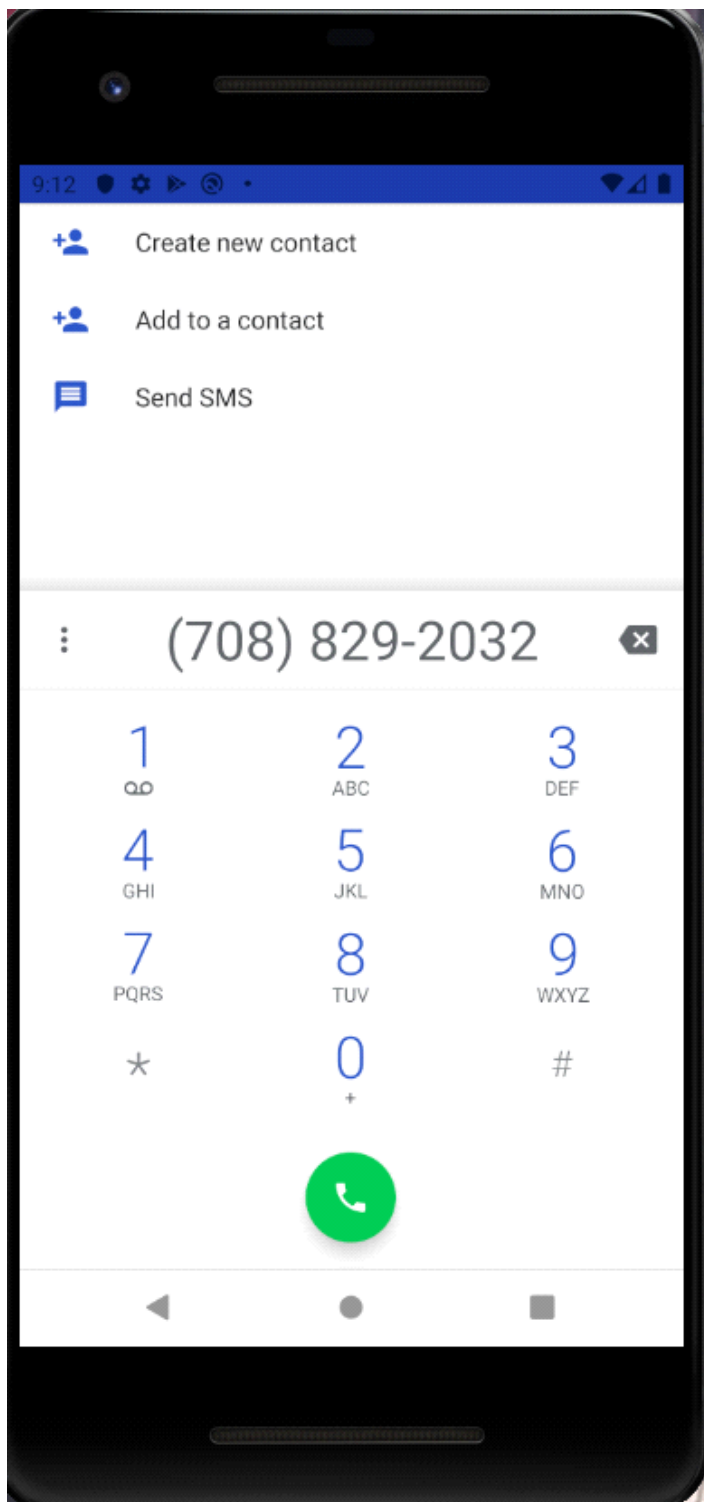 9:12
Create new contact
Add to a contact
Send SMS
(708) 829-2032
1 2 3
ABC DEF
4 5 6
GHI JKL MNO
7 8 9
PQRS TUV WXYZ
* 0 #
+